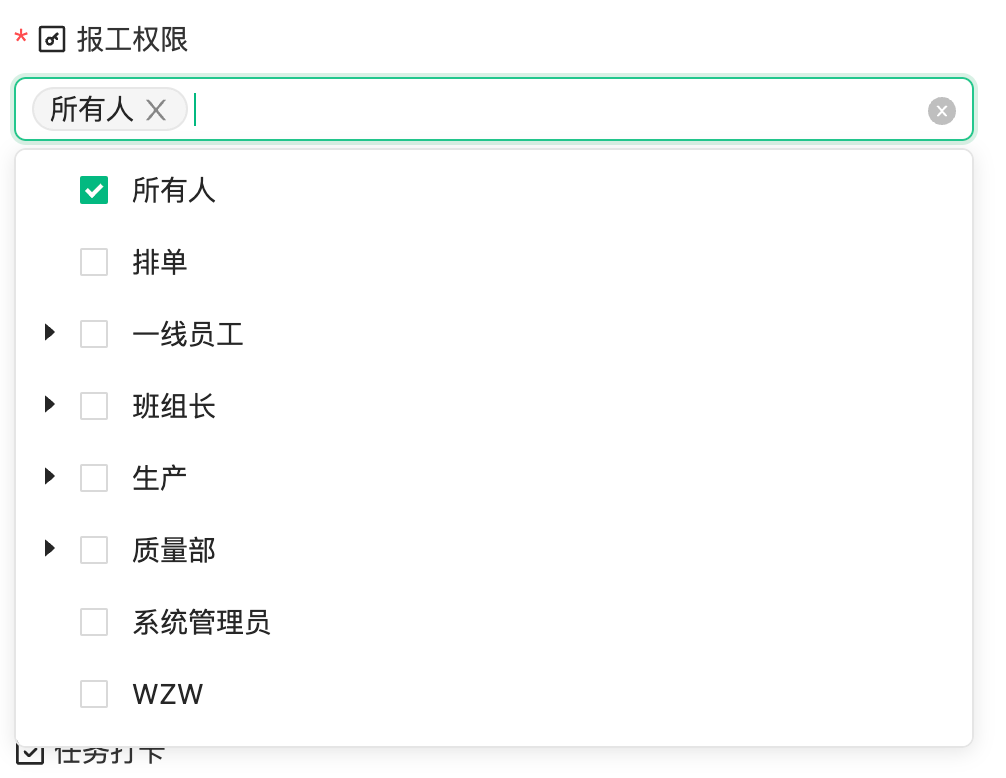 * 报工权限
所有人
所有人
排单
一线员工
班组长
生产
质量部
系统管理员
WZW
任务打卡